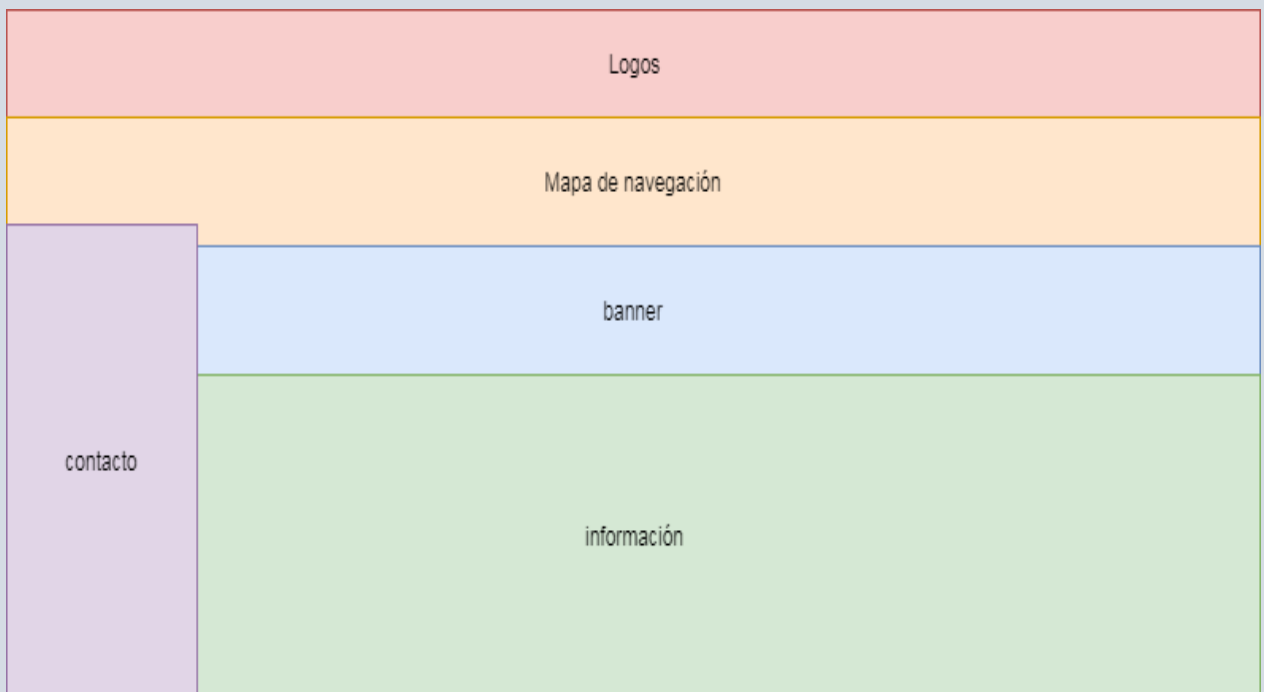 Logos
Mapa de navegación
banner
contacto
información